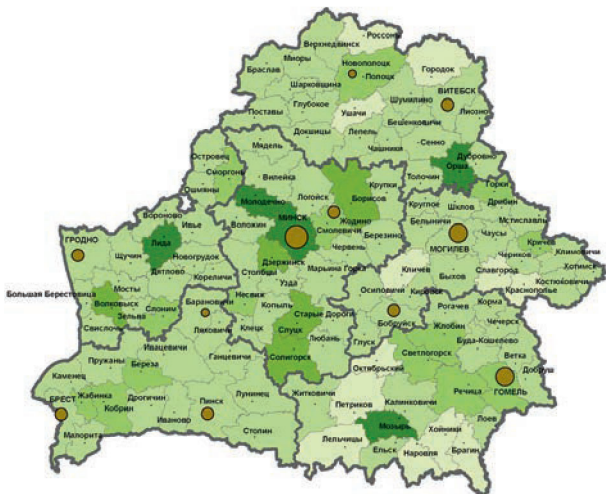 Россоны
Верхнедвинск
Миоры
Новополоцк
Городок
Браслав
Полоцк
Шарковщина
ВИТЕБСК
Шумилино
Глубокое
Ушачи
Лиозно
Поставы
Бешенковичи
Докшицы
Лепель
Сенно
Чашники
Мядель
Дубровно
Островец
Орша
Толочин
Сморгонь
Вилейка
Крупки
Ошмяны
Горки
Логойск
Борисов
Молодечно
Круглое
Дрибин
Шклов
Вороново
МИНСК
Жодино
Мстиславль
Ивье
Воложин
Смолевичи
Березино
Белыничи
Чаусы
ГРОДНО
Лида
Кричев
Червень
МОГИЛЕВ
Климовичи
Щучин
Новогрудок
Дзержинск
Чериков
Хотимск
Дятлово
Столбцы
Марьина Горка
Кличев
Славгород
Кореличи
Быхов
Костюковичи
Узда
Мосты
Осиповичи
Краснополье
Большая Берестовица
Барановичи
Несвиж
Кировск
Волковыск
Копыль
Рогачев
Корма
Зельва
Слоним
Старые Дороги
Бобруйск
Свислочь
Ляховичи
Клецк
Слуцк
Жлобин
Чечерск
Любань
Глуск
Ивацевичи
Буда-Кошелево
Пружаны
Ганцевичи
Солигорск
Светлогорск
Ветка
Каменец
Береза
Октябрьский
Добруш
Жабинка
Лунинец
Житковичи
Речица
БРЕСТ
Дрогичин
Пинск
Калинковичи
ГОМЕЛЬ
Кобрин
Петриков
Иваново
Лоев
Малорита
Столин
Мозырь
Хойники
Лельчицы
Ельск
Наровля
Брагин